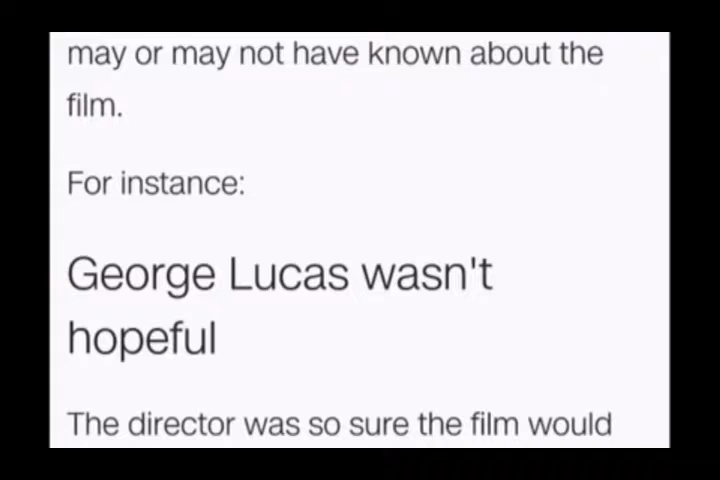 may or may not have known about the
film.
For instance:
George Lucas wasn't
hopeful
The director was so sure the film would